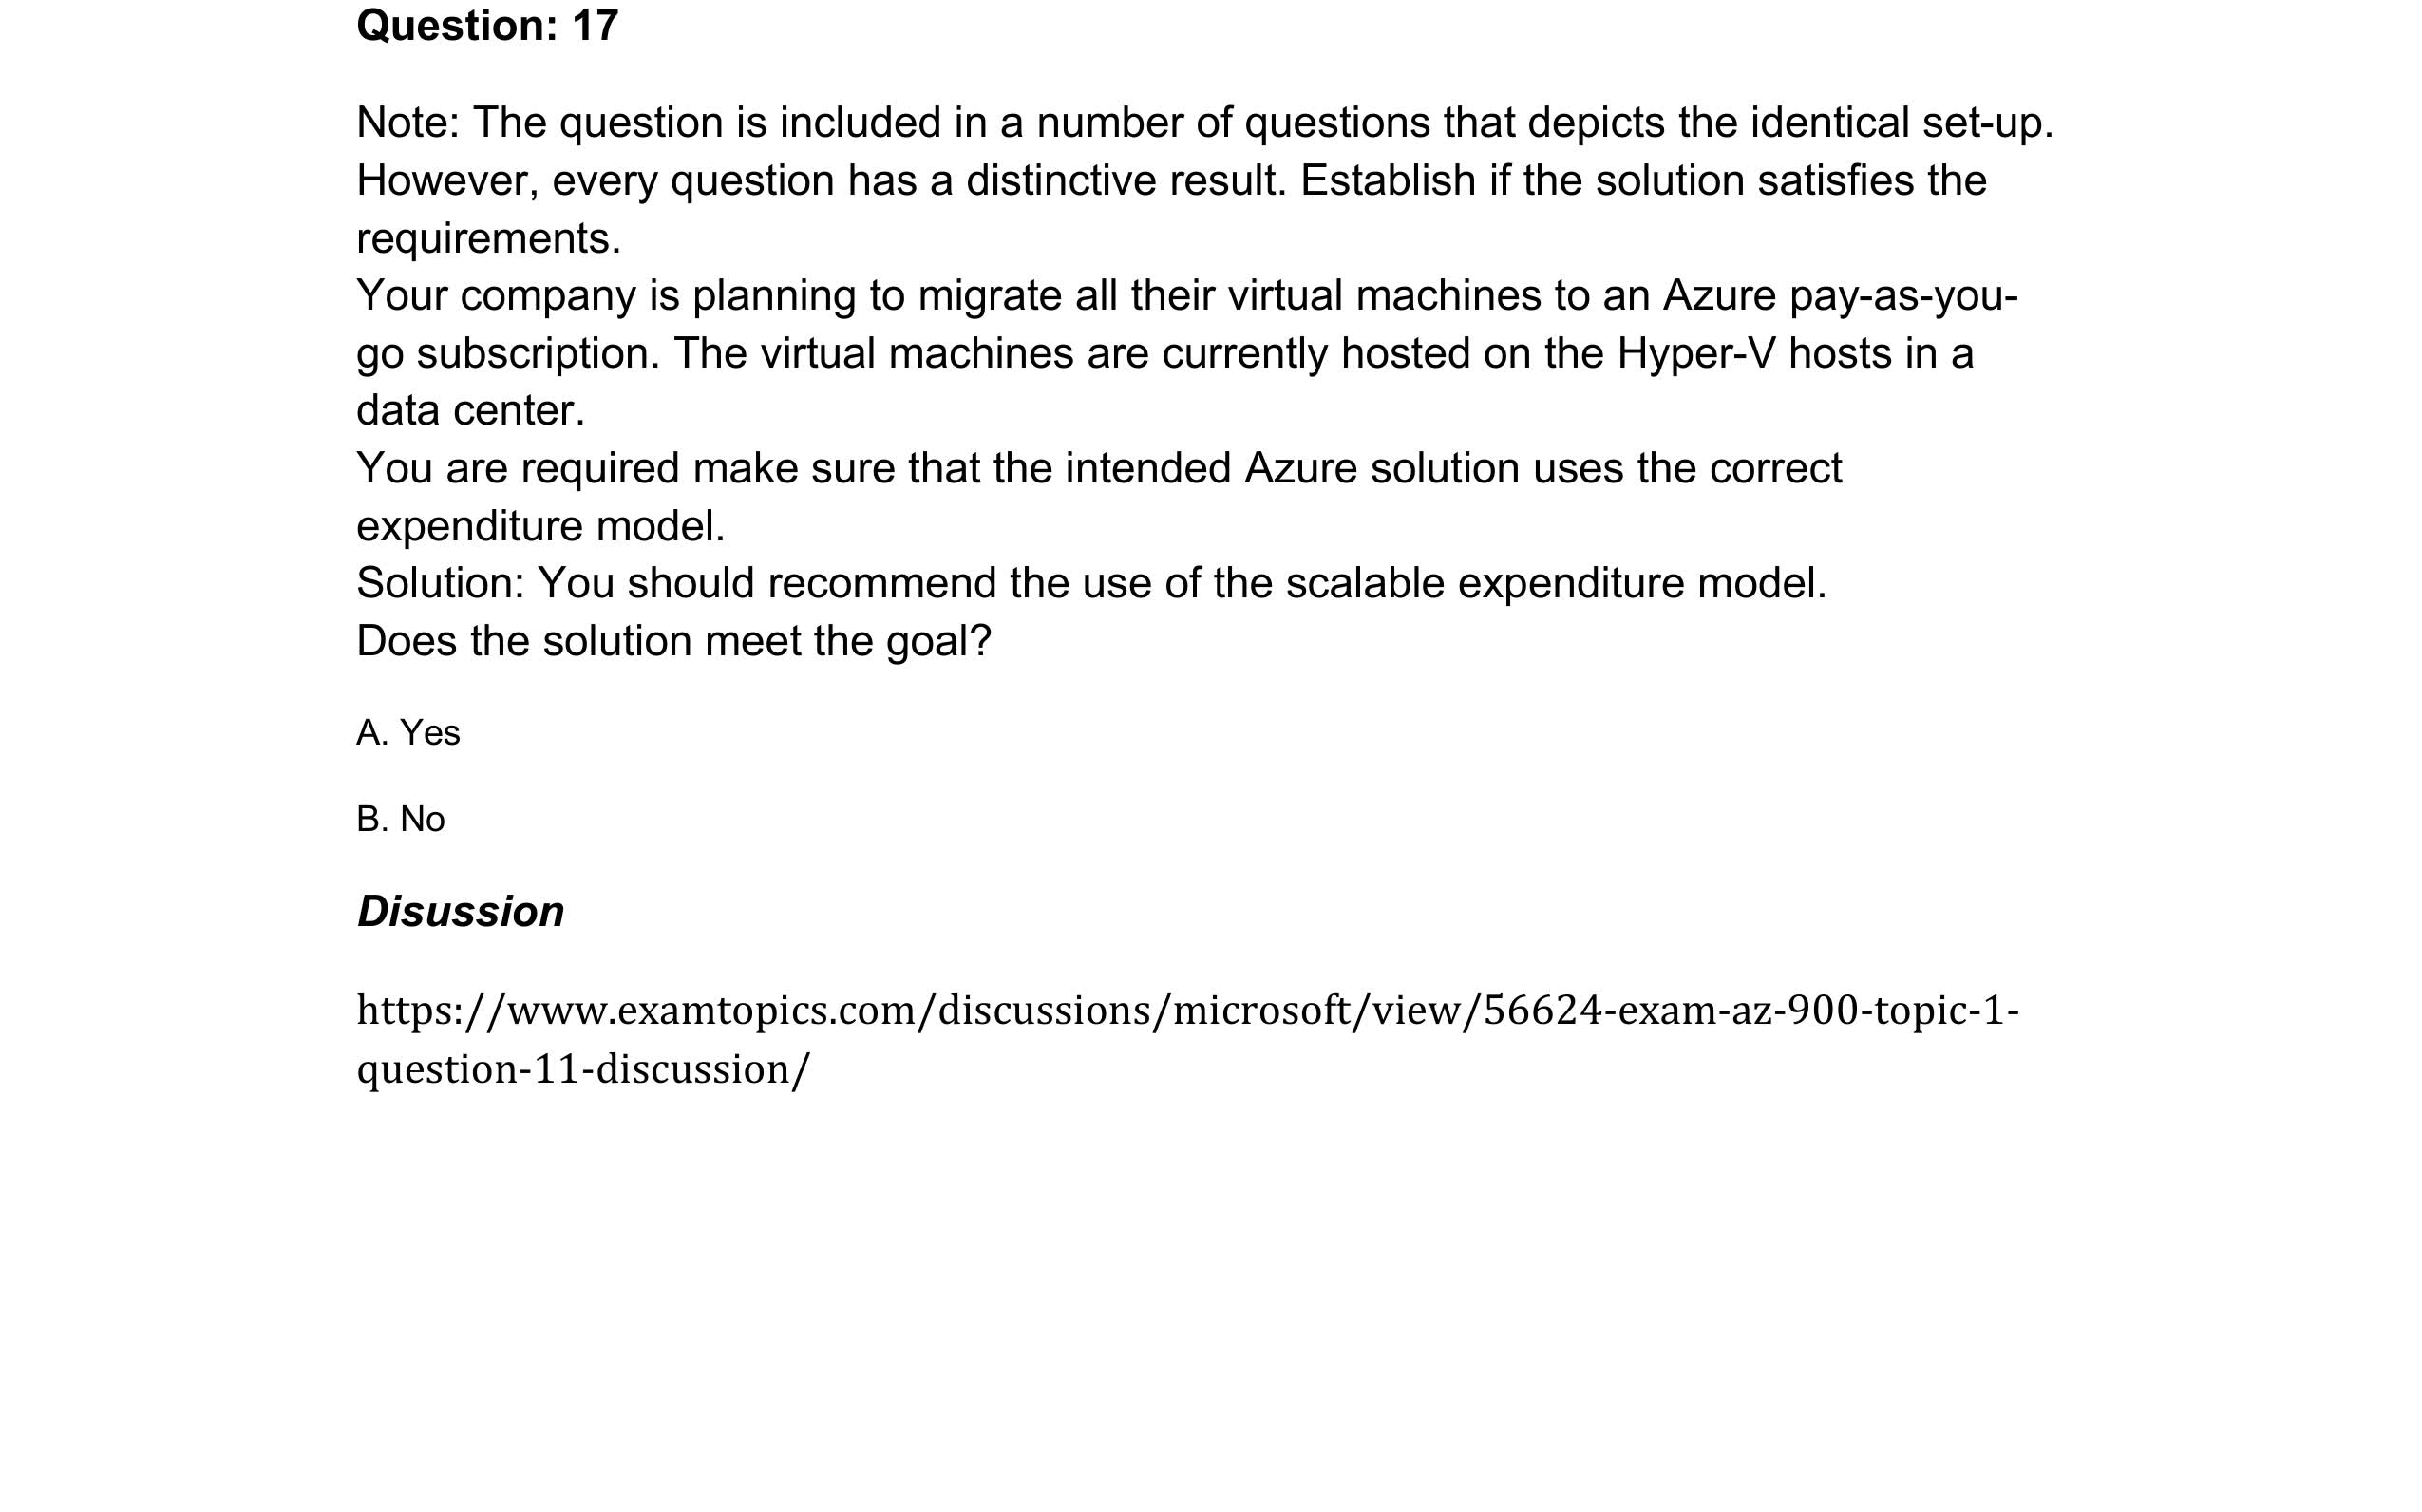 Question: 17
Note: The question is included in a number of questions that depicts the identical set-up.
However, every question has a distinctive result. Establish if the solution satisfies the
requirements.
Your company is planning to migrate all their virtual machines to an Azure pay-as-you-
go subscription. The virtual machines are currently hosted on the Hyper-V hosts in a
data center.
You are required make sure that the intended Azure solution uses the correct
expenditure model.
Solution: You should recommend the use of the scalable expenditure model.
Does the solution meet the goal?
A. Yes
B. No
Disussion
https://www.examtopics.com/discussions/microsoft/view/56624-exam-az-900-topic-1-
question-11-discussion/